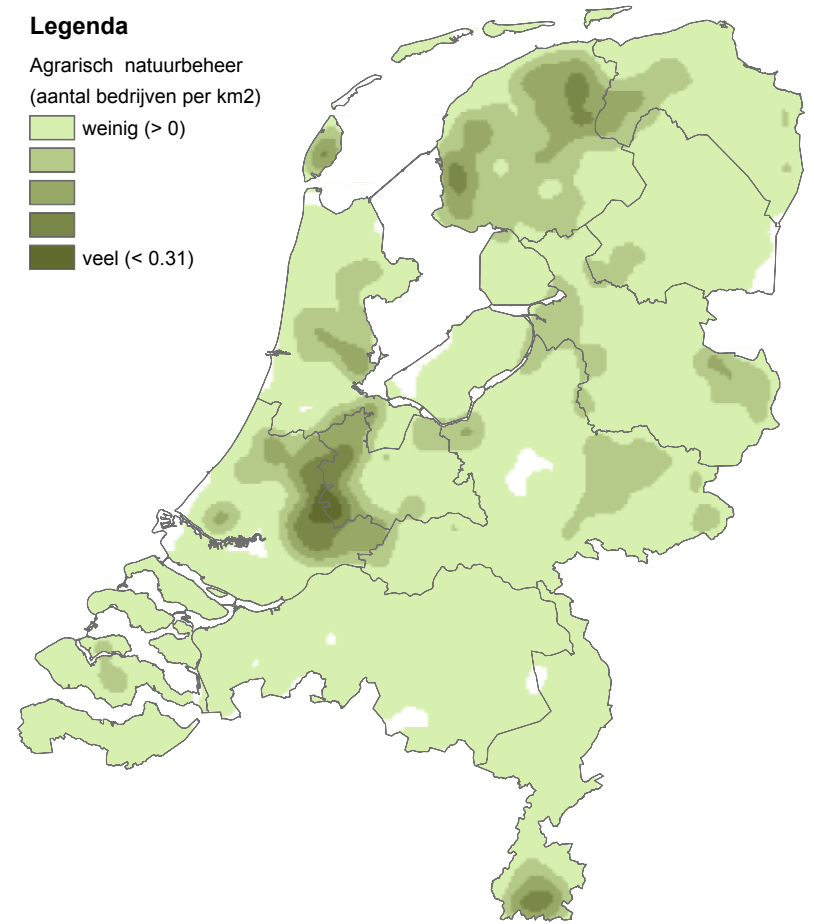 Legenda
Agrarisch natuurbeheer
(aantal bedrijven per km2)
weinig (> 0)
veel (< 0.31)